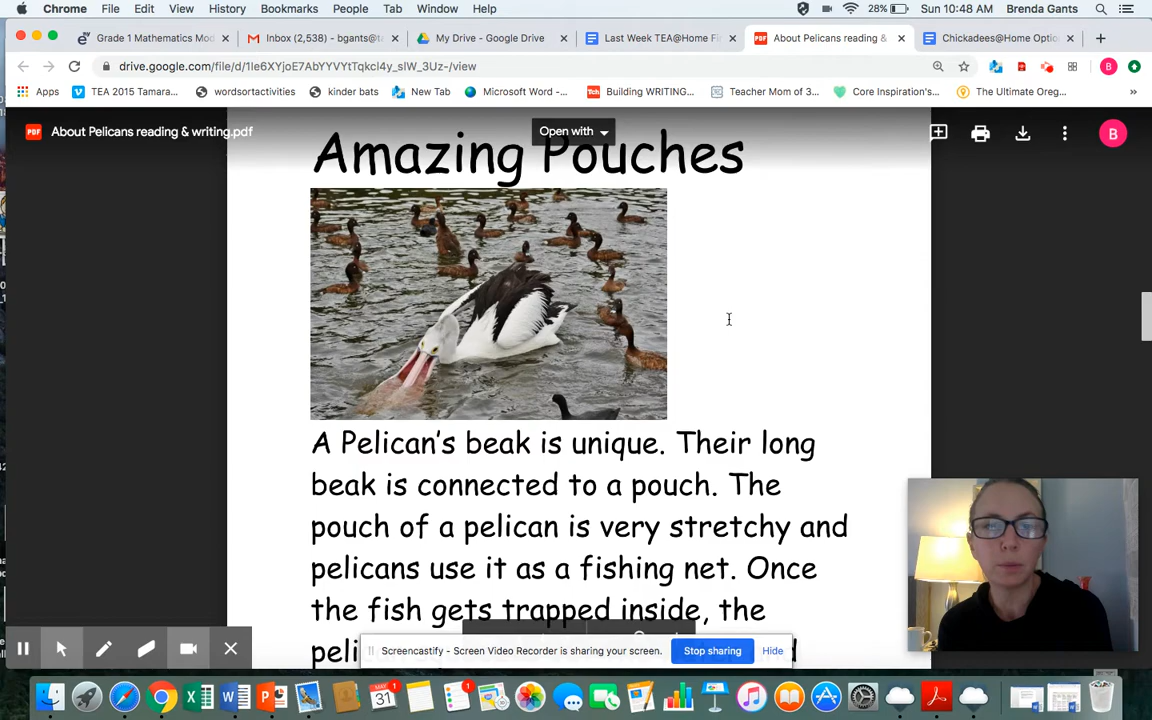 Chrome File Edit View History Bookmarks People Tab Window Help 28% Sun 10:48 AM Brenda Gants
Grade 1 Mathematics Mod Inbox (2,538) - bgants@t My Drive - Google Drive Last Week TEA@Home Fi About Pelicans reading & Chickadees@Home Optio
drive.google.com/file/d/1Ie6XYjoE7AbYYVYtTqkcl4y_slW_3Uz-/view
Apps TEA 2015 Tamara... wordsortactivities kinder bats New Tab Microsoft Word -... Building WRITING... Teacher Mom of 3... Core Inspiration's... The Ultimate Oreg... »
PDF About Pelicans reading & writing.pdf Open with B
Amazing Pouches
A Pelican's beak is unique. Their long
beak is connected to a pouch. The
pouch of a pelican is very stretchy and
pelicans use it as a fishing net. Once
the fish gets trapped inside, the
Screencastify - Screen Video Recorder is sharing your screen. Stop sharing Hide
MAY 31